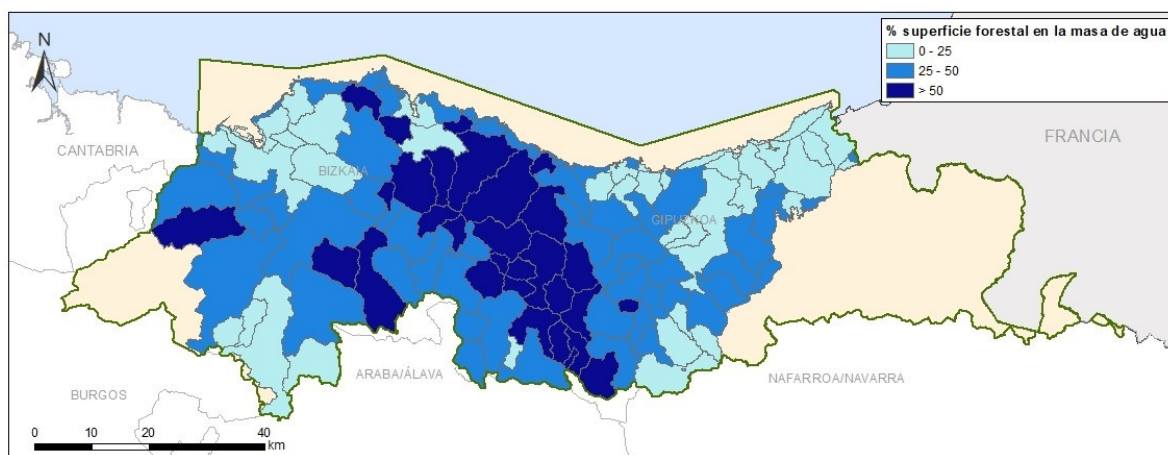 N
% superficie forestal en la masa de agua
0 - 25
25 - 50
> 50
FRANCIA
CANTABRIA
BIZKAIA
GIPUZKOA
ARABA/ÁLAVA
NAFARROA/NAVARRA
BURGOS
0 10 20 40
km